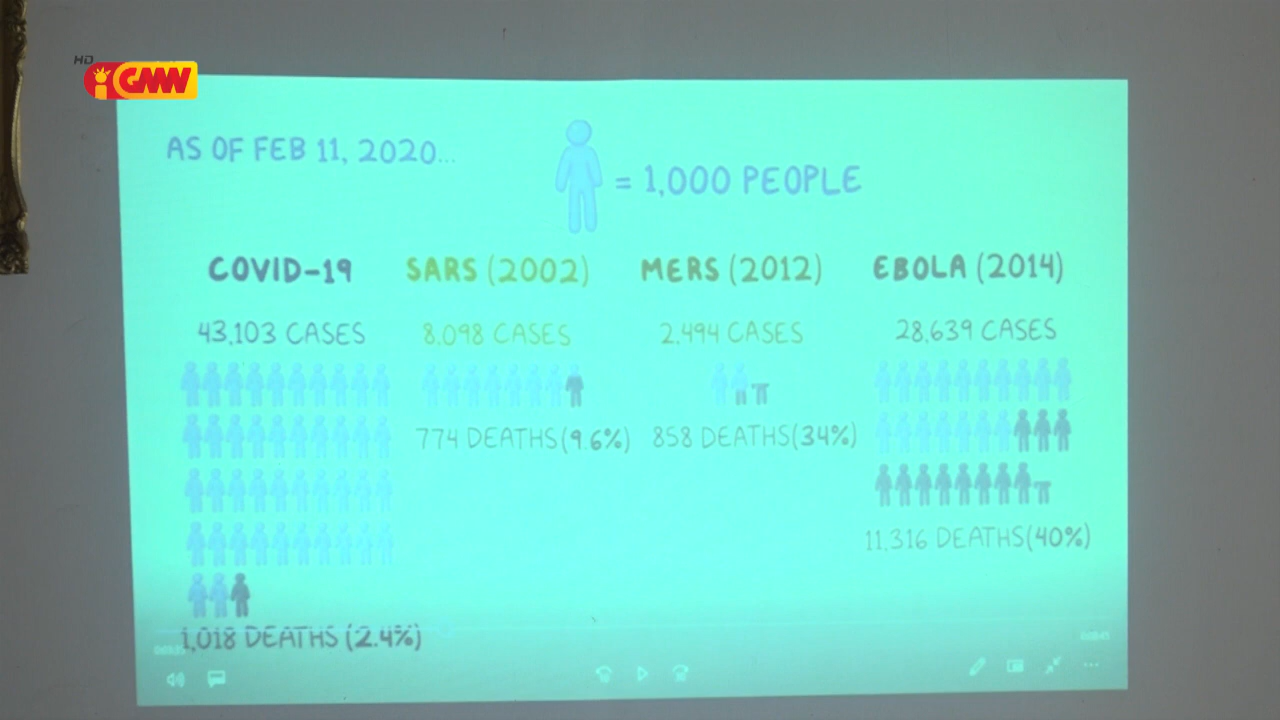 HD
iGMW
AS OF FEB 11, 2020...
= 1,000 PEOPLE
COVID-19
SARS (2002)
MERS (2012)
EBOLA (2014)
43,103 CASES
8,098 CASES
2,494 CASES
28,639 CASES
774 DEATHS (9.6%)
858 DEATHS (34%)
11,316 DEATHS (40%)
1,018 DEATHS (2.4%)